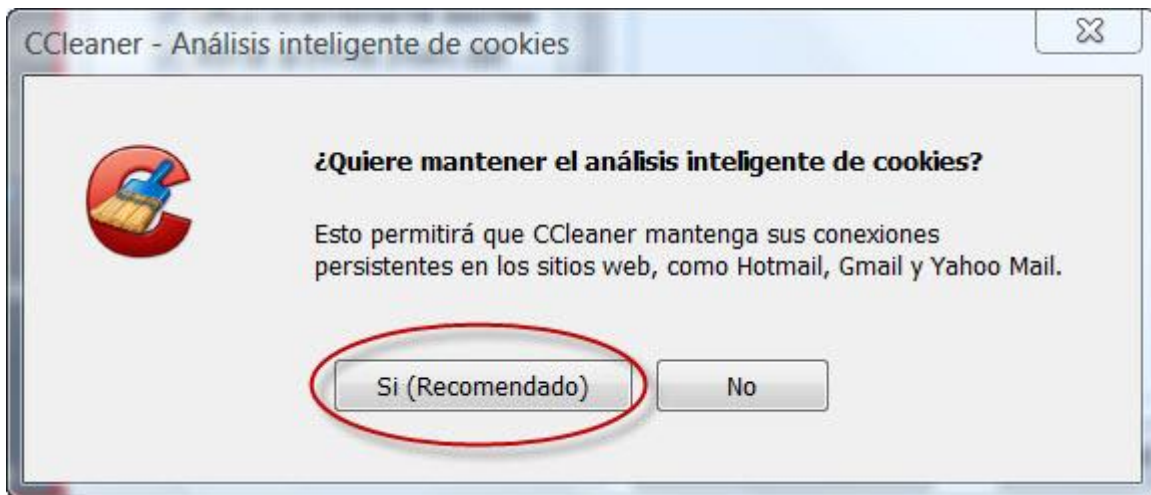 CCleaner - Análisis inteligente de cookies
¿Quiere mantener el análisis inteligente de cookies?
Esto permitirá que CCleaner mantenga sus conexiones
persistentes en los sitios web, como Hotmail, Gmail y Yahoo Mail.
Si (Recomendado)
No